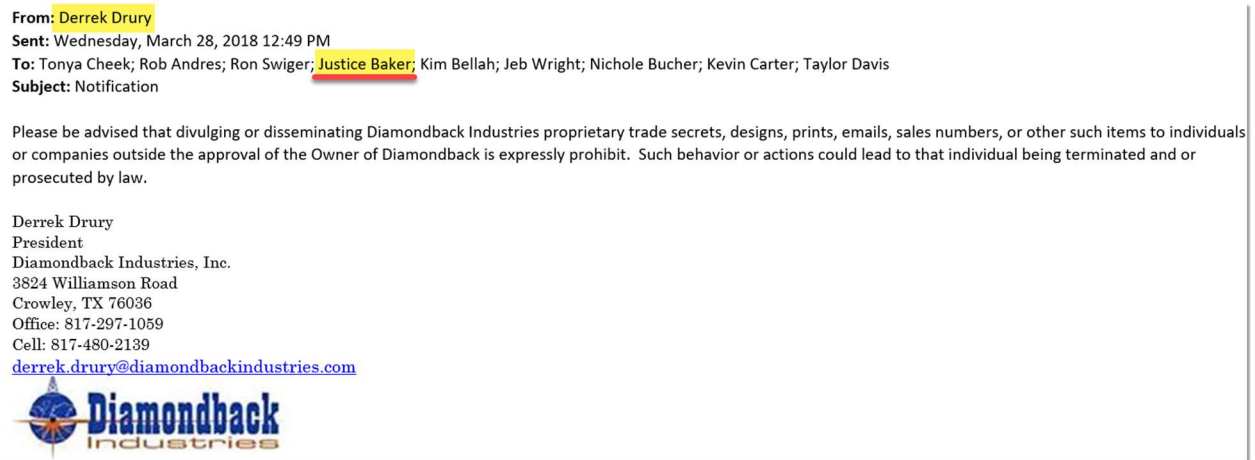 From: Derrek Drury
Sent: Wednesday, March 28, 2018 12:49 PM
To: Tonya Cheek; Rob Andres; Ron Swiger; Justice Baker; Kim Bellah; Jeb Wright; Nichole Bucher; Kevin Carter; Taylor Davis
Subject: Notification
Please be advised that divulging or disseminating Diamondback Industries proprietary trade secrets, designs, prints, emails, sales numbers, or other such items to individuals
or companies outside the approval of the Owner of Diamondback is expressly prohibit. Such behavior or actions could lead to that individual being terminated and or
prosecuted by law.
Derrek Drury
President
Diamondback Industries, Inc.
3824 Williamson Road
Crowley, TX 76036
Office: 817-297-1059
Cell: 817-480-2139
derrek.drury@diamondbackindustries.com
Diamondback
Industries